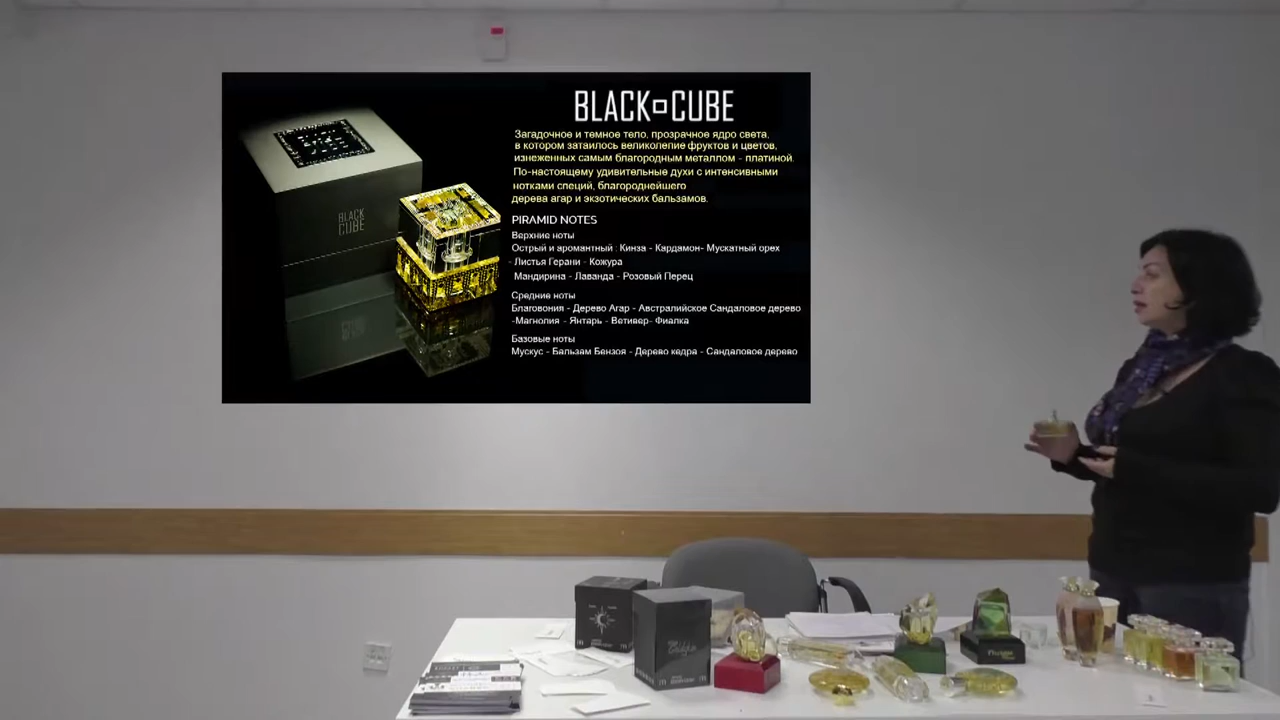 BLACK CUBE
Загадочное и темное тело, прозрачное ядро света,
в котором затаилось великолепие фруктов и цветов,
изнеженных самым благородным металлом - платиной.
По-настоящему удивительные духи с интенсивными
нотками специй, благороднейшего
дерева агар и экзотических бальзамов.
PIRAMID NOTES
Верхние ноты
Острый и аромантный : Кинза - Кардамон- Мускатный орех
- Листья Герани - Кожура
Мандирина - Лаванда - Розовый Перец
Средние ноты
Благовония - Дерево Агар - Австралийское Сандаловое дерево
-Магнолия - Янтарь - Ветивер- Фиалка
Базовые ноты
Мускус - Бальзам Бензоя - Дерево кедра - Сандаловое дерево
BLACK
CUBE